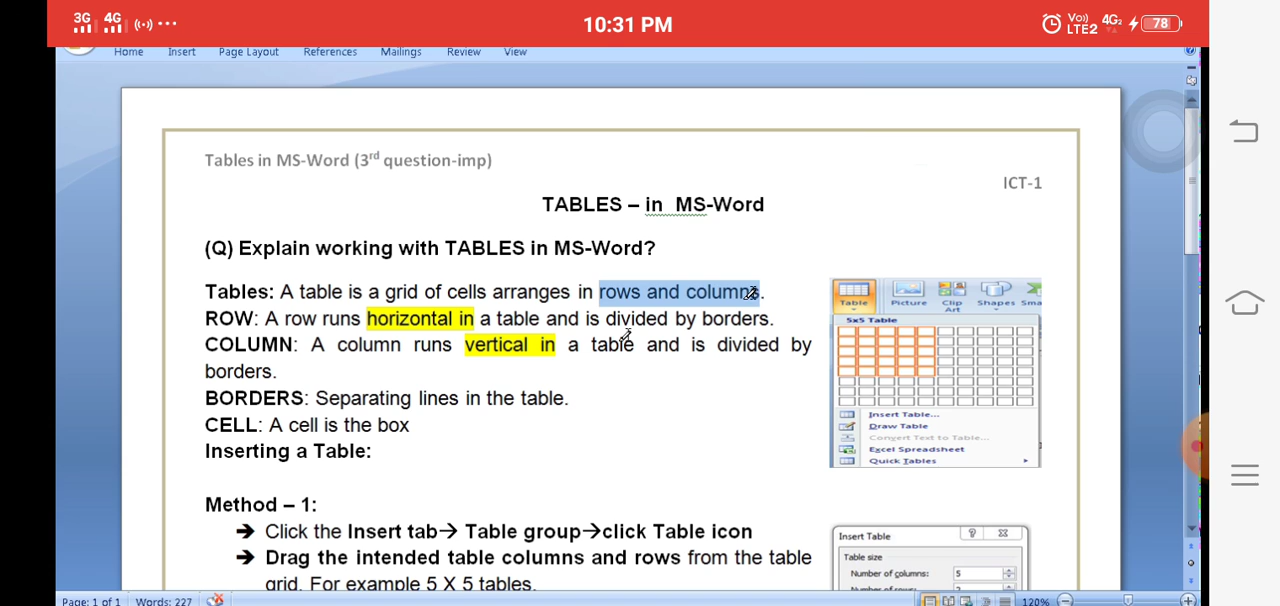 3G 4G 10:31 PM Vo) LTE2 4G2 78
Home Insert Page Layout References Mailings Review View
Tables in MS-Word (3rd question-imp)
ICT-1
TABLES – in MS-Word
(Q) Explain working with TABLES in MS-Word?
Tables: A table is a grid of cells arranges in rows and columns.
ROW: A row runs horizontal in a table and is divided by borders.
COLUMN: A column runs vertical in a table and is divided by
borders.
BORDERS: Separating lines in the table.
CELL: A cell is the box
Inserting a Table:
Table Picture Clip Art Shapes Sma
5x5 Table
Insert Table...
Draw Table
Convert Text to Table...
Excel Spreadsheet
Quick Tables
Method – 1:
➔ Click the Insert tab→ Table group→click Table icon
➔ Drag the intended table columns and rows from the table
grid. For example 5 X 5 tables.
Insert Table ?
Table size
Number of columns: 5
Number of rows:
Page: 1 of 1 Words: 227 120%